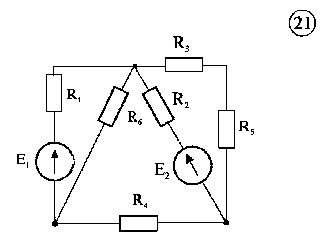 21
R₃
R₁
R₆
R₂
R₅
E₁
E₂
R₄